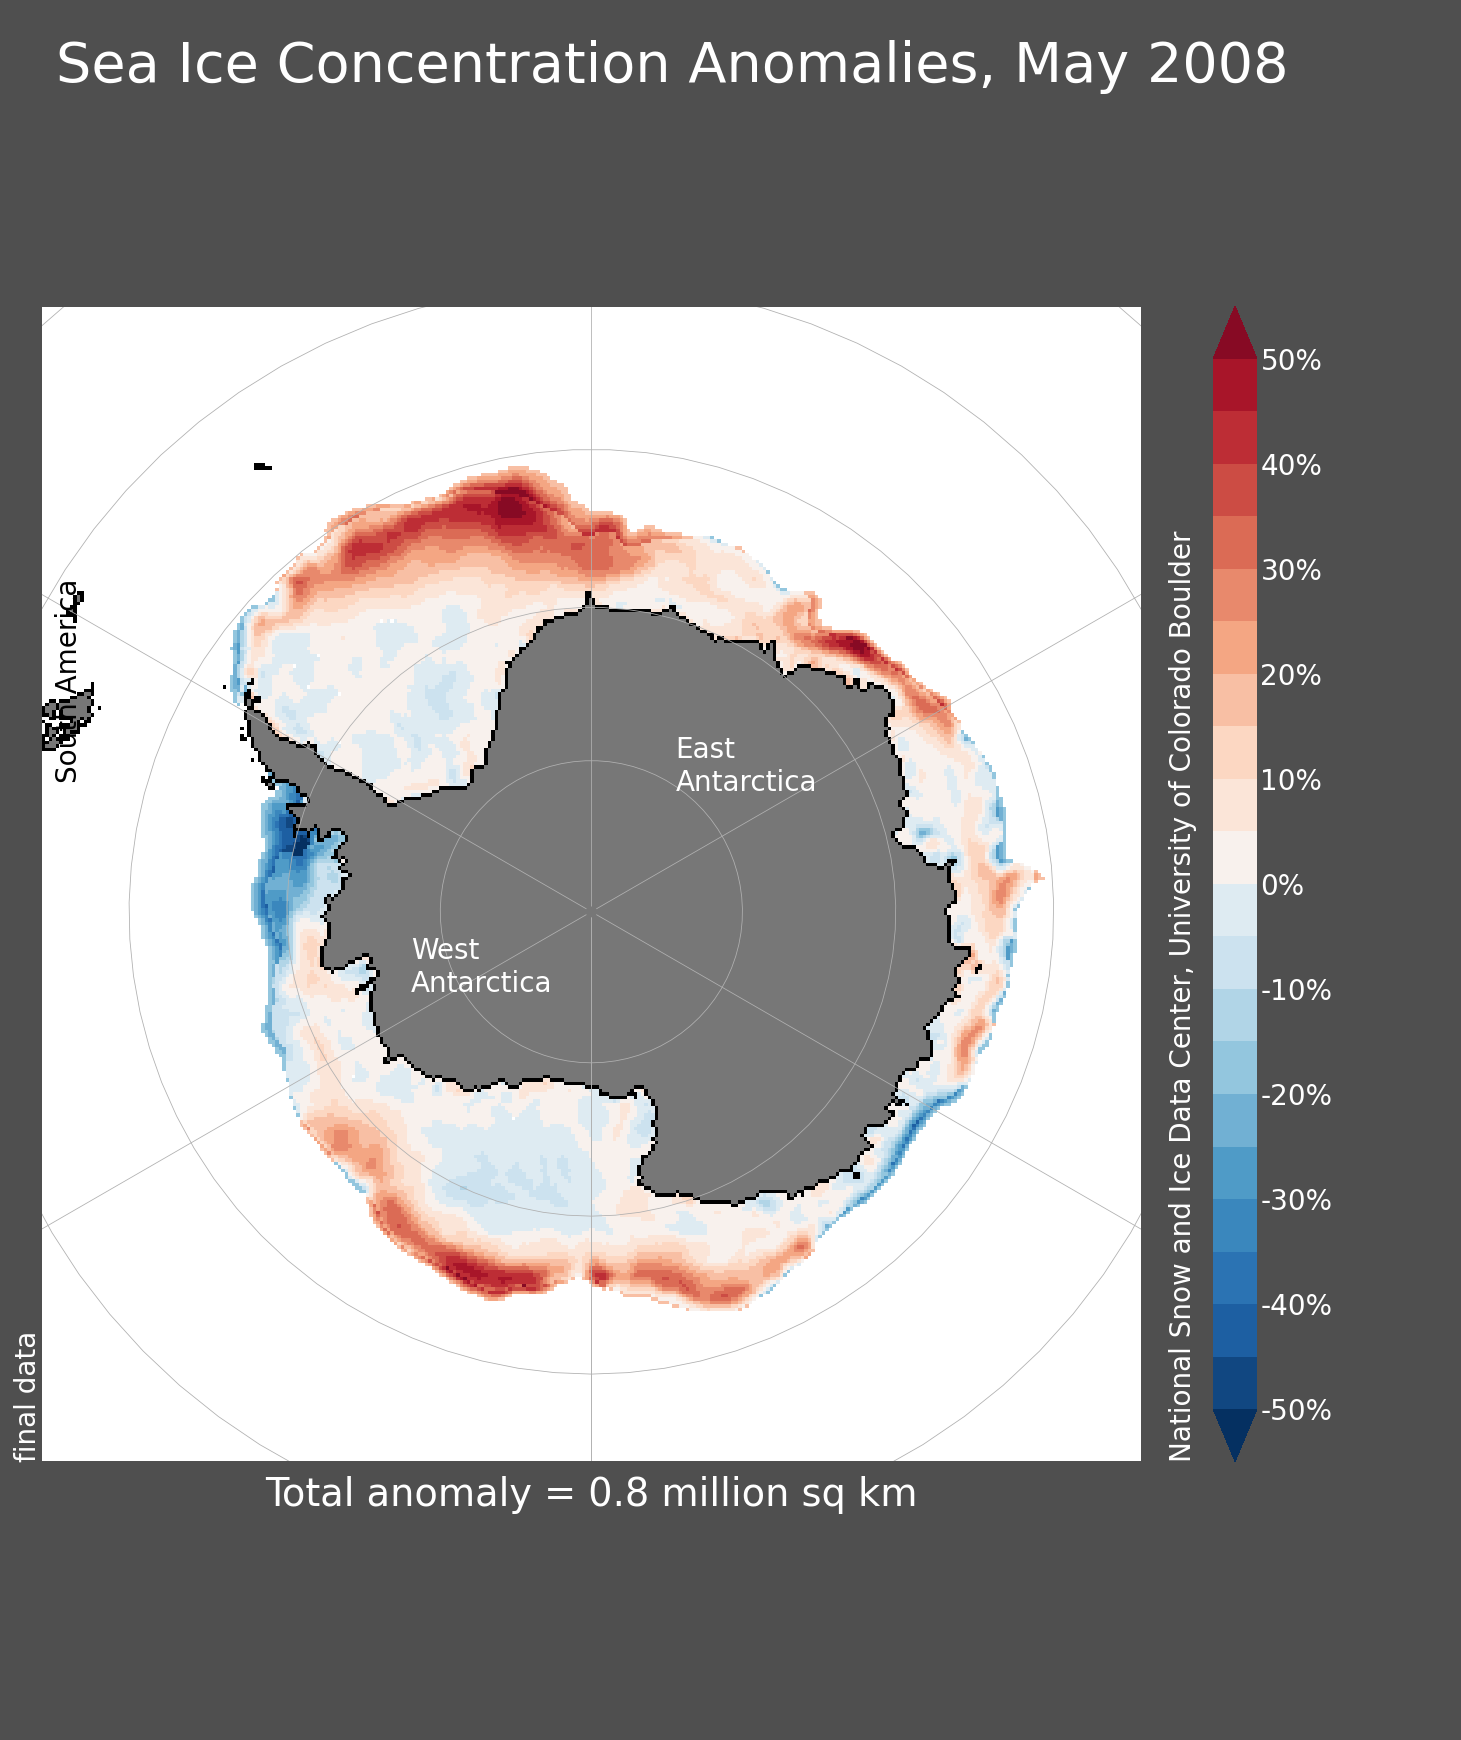 Sea Ice Concentration Anomalies, May 2008
South America
East
Antarctica
West
Antarctica
final data
National Snow and Ice Data Center, University of Colorado Boulder
50%
40%
30%
20%
10%
0%
-10%
-20%
-30%
-40%
-50%
Total anomaly = 0.8 million sq km